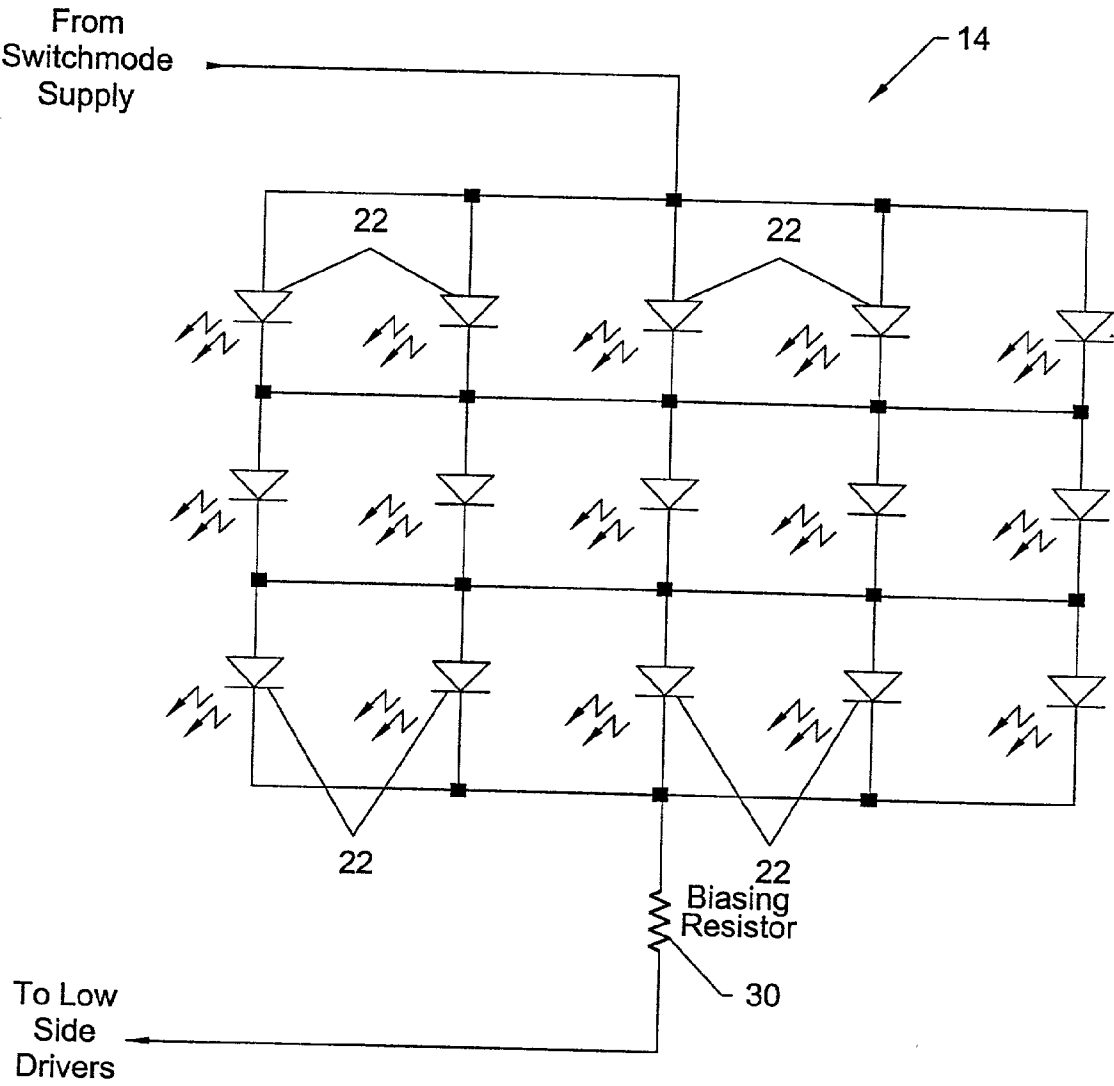 From
Switchmode
Supply
14
22
22
22
22
Biasing
Resistor
30
To Low
Side
Drivers